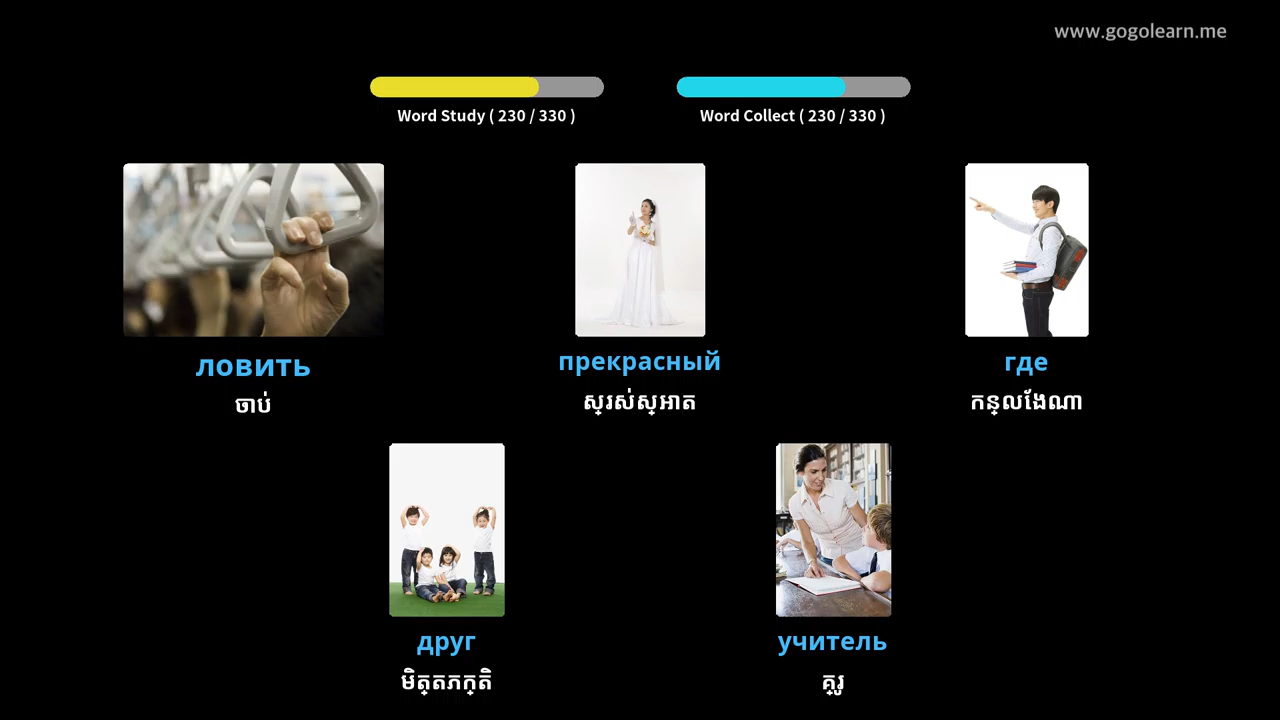 www.gogolearn.me
Word Study ( 230 / 330 )
Word Collect ( 230 / 330 )
ловить
ចាប់
прекрасный
ស្រស់ស្អាត
где
កន្លែងណា
друг
មិត្តភក្តិ
учитель
គ្រូ